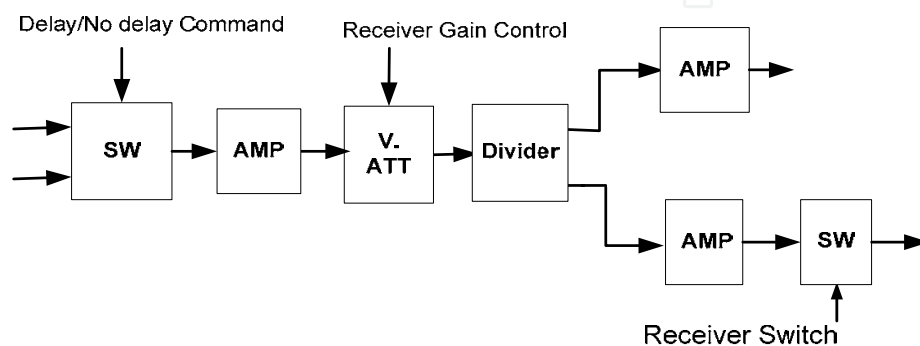 Delay/No delay Command
Receiver Gain Control
AMP
SW
AMP
V-
ATT
Divider
AMP
SW
Receiver Switch